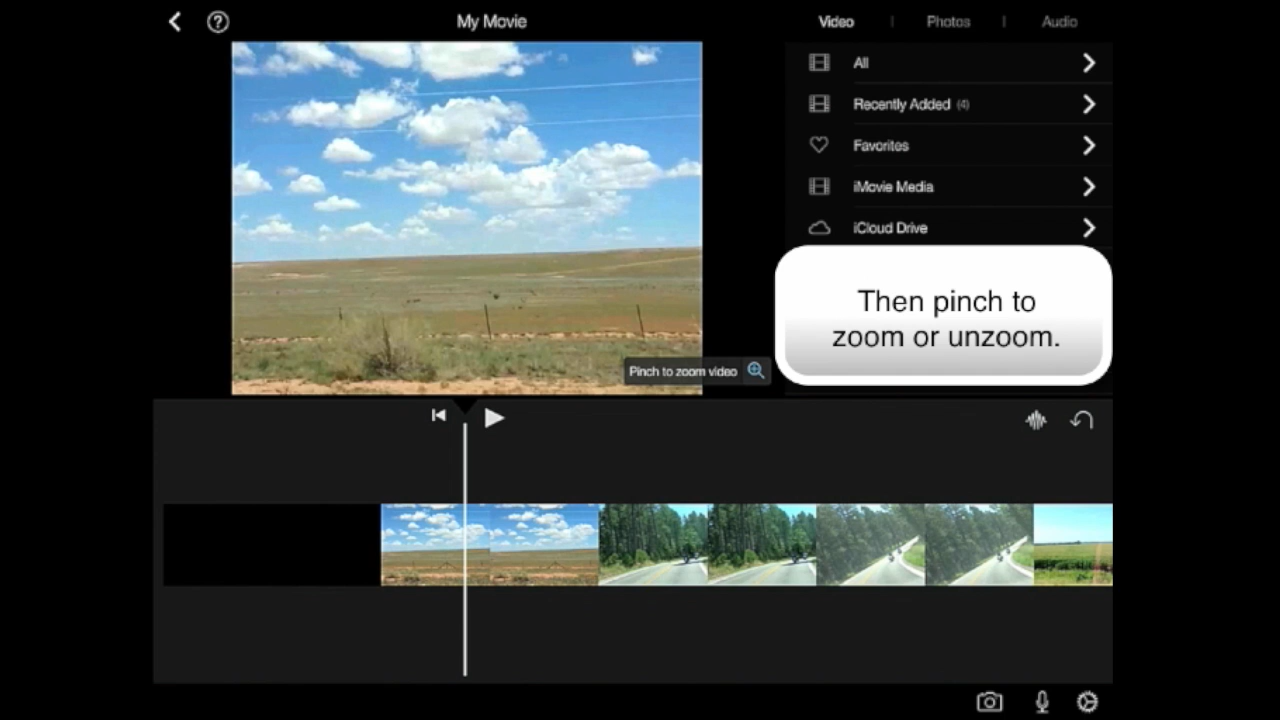 My Movie
Video | Photos | Audio
All
Recently Added (4)
Favorites
iMovie Media
iCloud Drive
Then pinch to
zoom or unzoom.
Pinch to zoom video